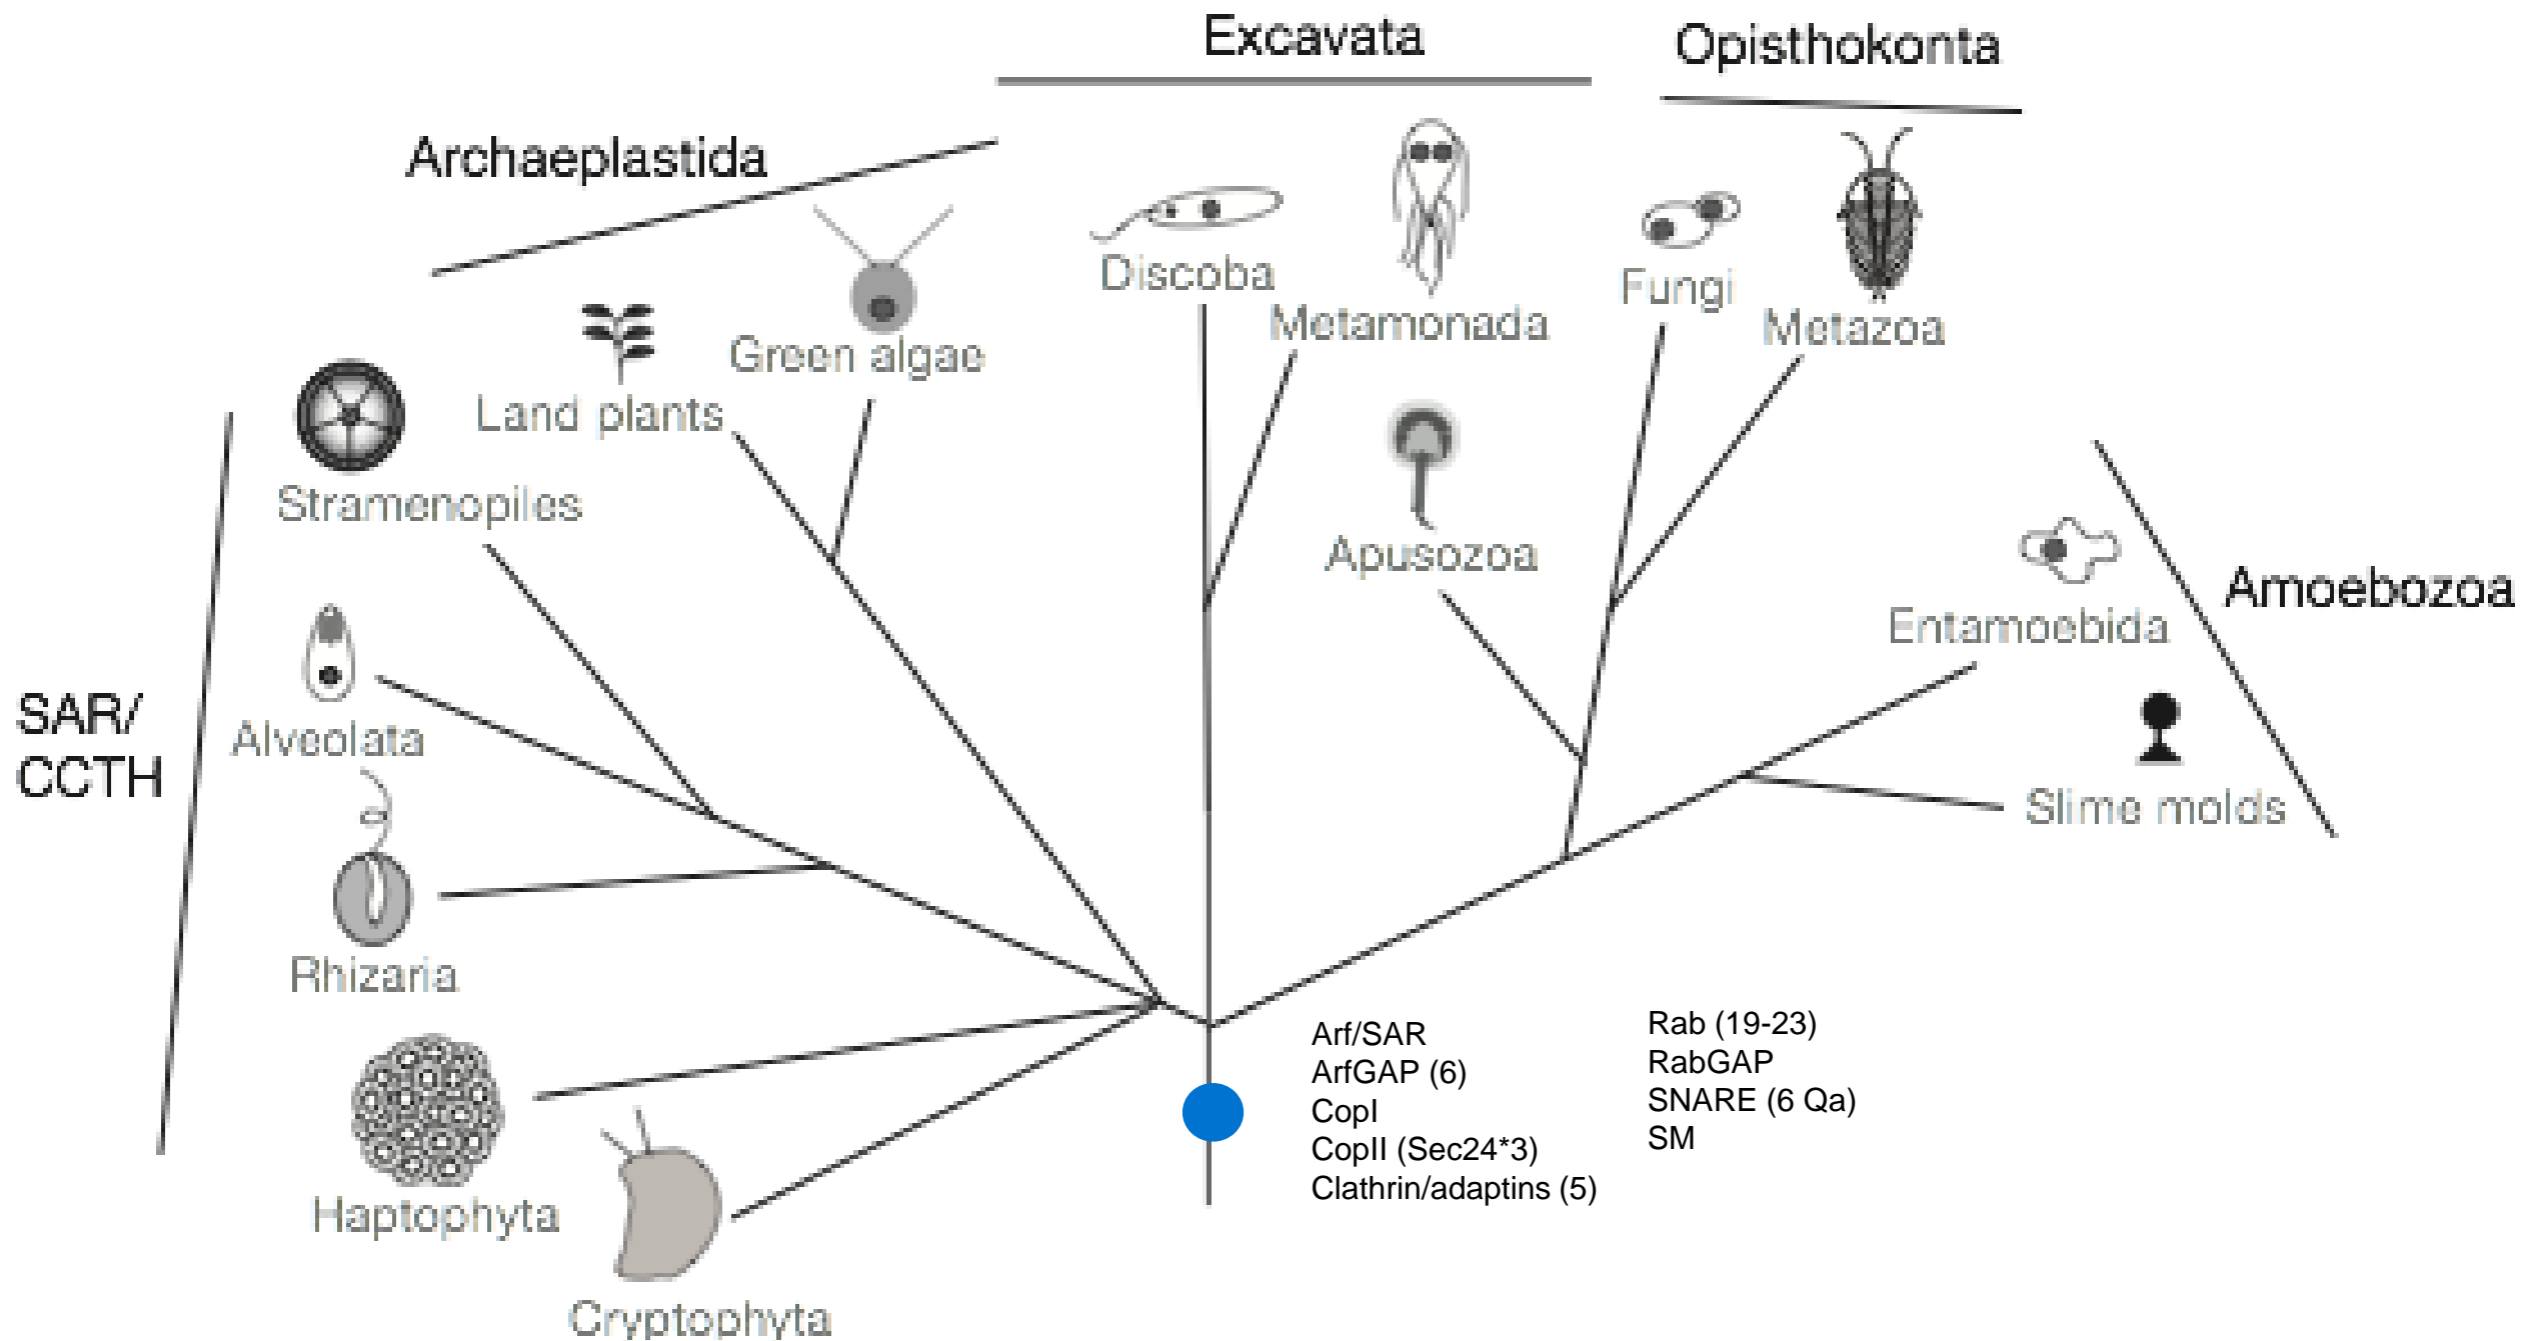 Excavata
Opisthokonta
Archaeplastida
Discoba
Metamonada
Fungi
Metazoa
Green algae
Land plants
Stramenopiles
Apusozoa
Entamoebida
Amoebozoa
SAR/
CCTH
Alveolata
Slime molds
Rhizaria
Haptophyta
Cryptophyta
Arf/SAR
ArfGAP (6)
CopI
CopII (Sec24*3)
Clathrin/adaptins (5)
Rab (19-23)
RabGAP
SNARE (6 Qa)
SM